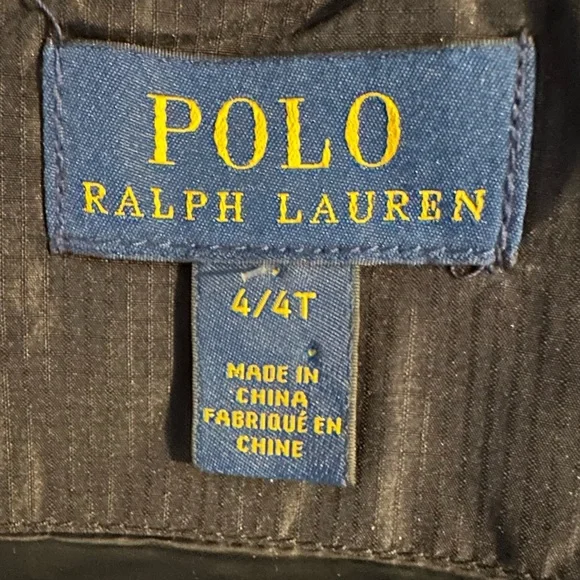 POLO
RALPH LAUREN
4/4T
MADE IN
CHINA
FABRIQUÉ EN
CHINE